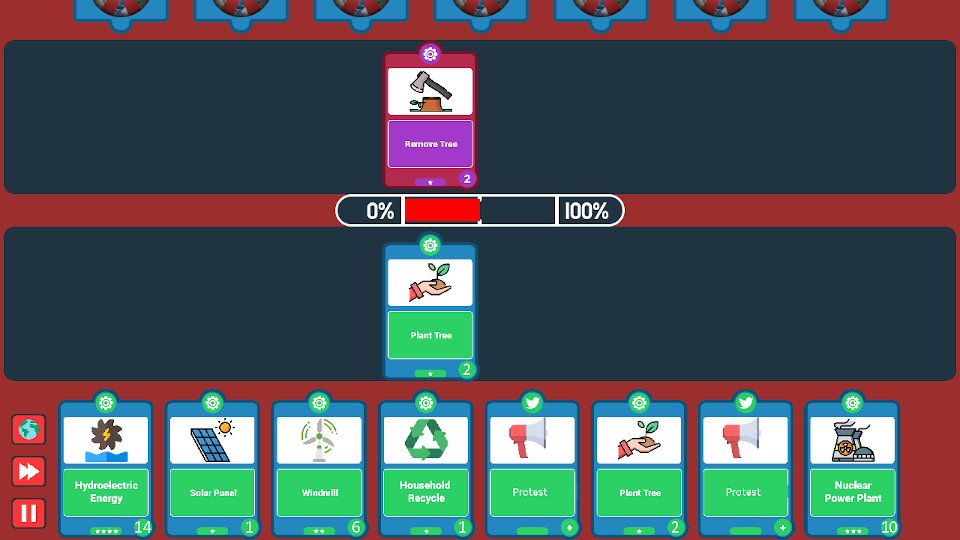 Remove Tree
2
0%
100%
Plant Tree
2
Hydroelectric
Energy
14
Solar Panel
1
Windmill
6
Household
Recycle
1
Protest
+
Plant Tree
2
Protest
+
Nuclear
Power Plant
10